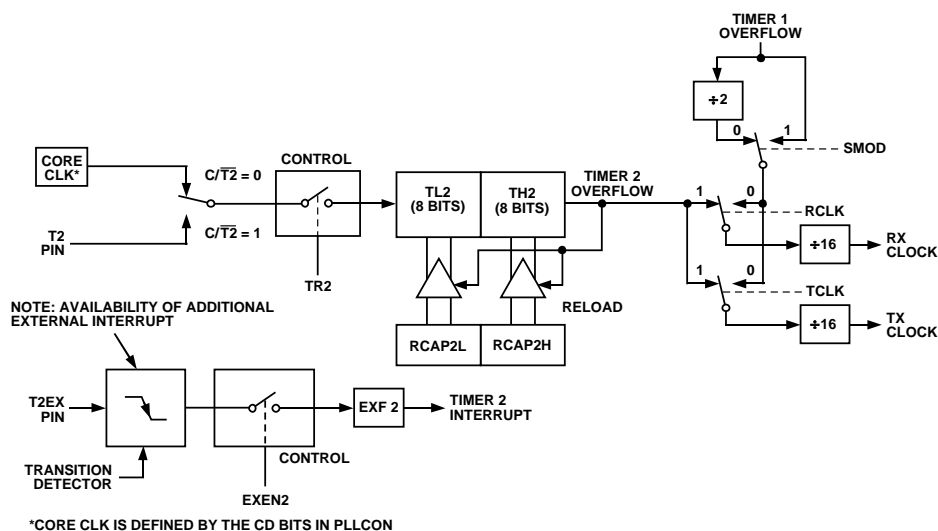 TIMER 1
OVERFLOW
÷2
0
1
SMOD
CORE
CLK*
C/T2̅ = 0
CONTROL
TL2
(8 BITS)
TH2
(8 BITS)
TIMER 2
OVERFLOW
1
0
RCLK
T2
PIN
C/T2̅ = 1
÷16
RX
CLOCK
TR2
RELOAD
1
0
TCLK
NOTE: AVAILABILITY OF ADDITIONAL
EXTERNAL INTERRUPT
RCAP2L
RCAP2H
÷16
TX
CLOCK
T2EX
PIN
EXF 2
TIMER 2
INTERRUPT
CONTROL
TRANSITION
DETECTOR
EXEN2
*CORE CLK IS DEFINED BY THE CD BITS IN PLLCON